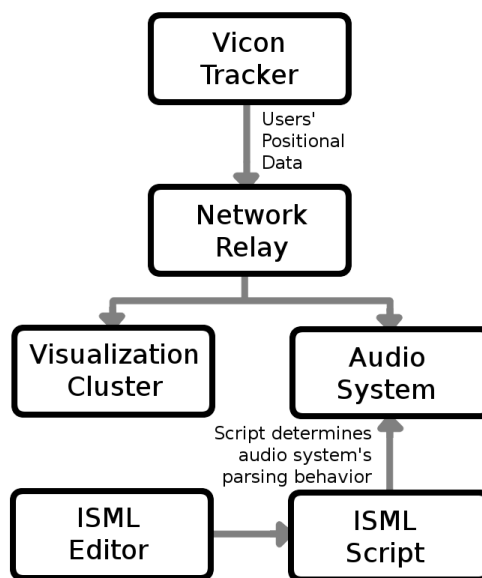 Vicon
Tracker
Users'
Positional
Data
Network
Relay
Visualization
Cluster
Audio
System
Script determines
audio system's
parsing behavior
ISML
Editor
ISML
Script